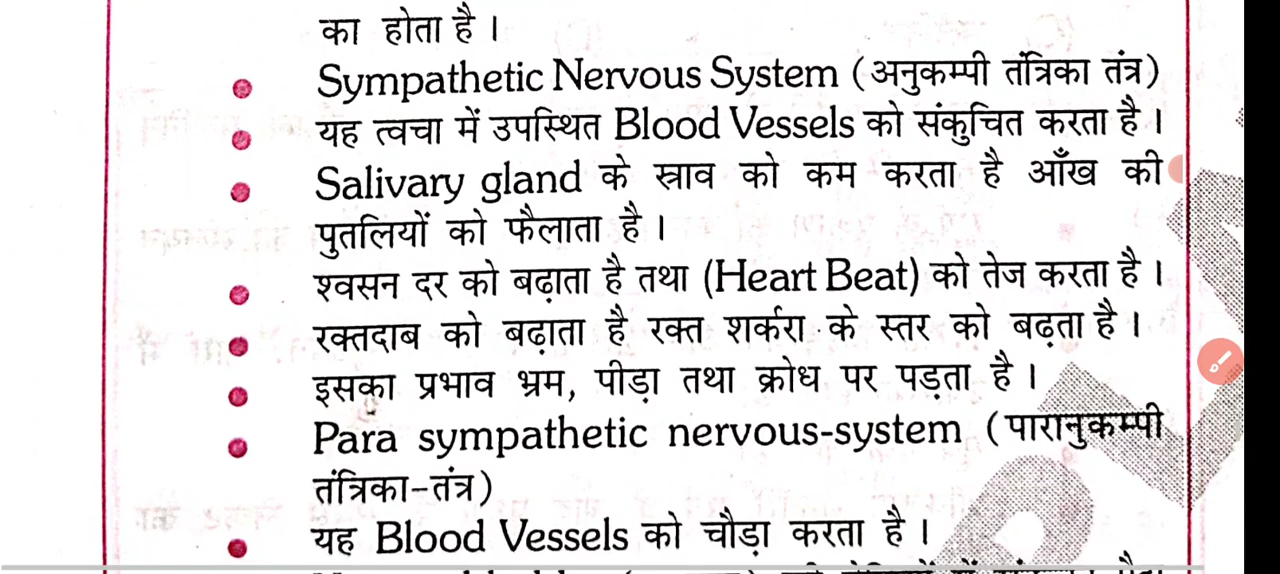 का होता है ।
Sympathetic Nervous System (अनुकम्पी तंत्रिका तंत्र)
यह त्वचा में उपस्थित Blood Vessels को संकुचित करता है ।
Salivary gland के स्राव को कम करता है आँख की
पुतलियों को फैलाता है ।
श्वसन दर को बढ़ाता है तथा (Heart Beat) को तेज करता है ।
रक्तदाब को बढ़ाता है रक्त शर्करा के स्तर को बढ़ता है ।
इसका प्रभाव भ्रम, पीड़ा तथा क्रोध पर पड़ता है ।
Para sympathetic nervous-system (पारानुकम्पी
तंत्रिका-तंत्र)
यह Blood Vessels को चौड़ा करता है ।